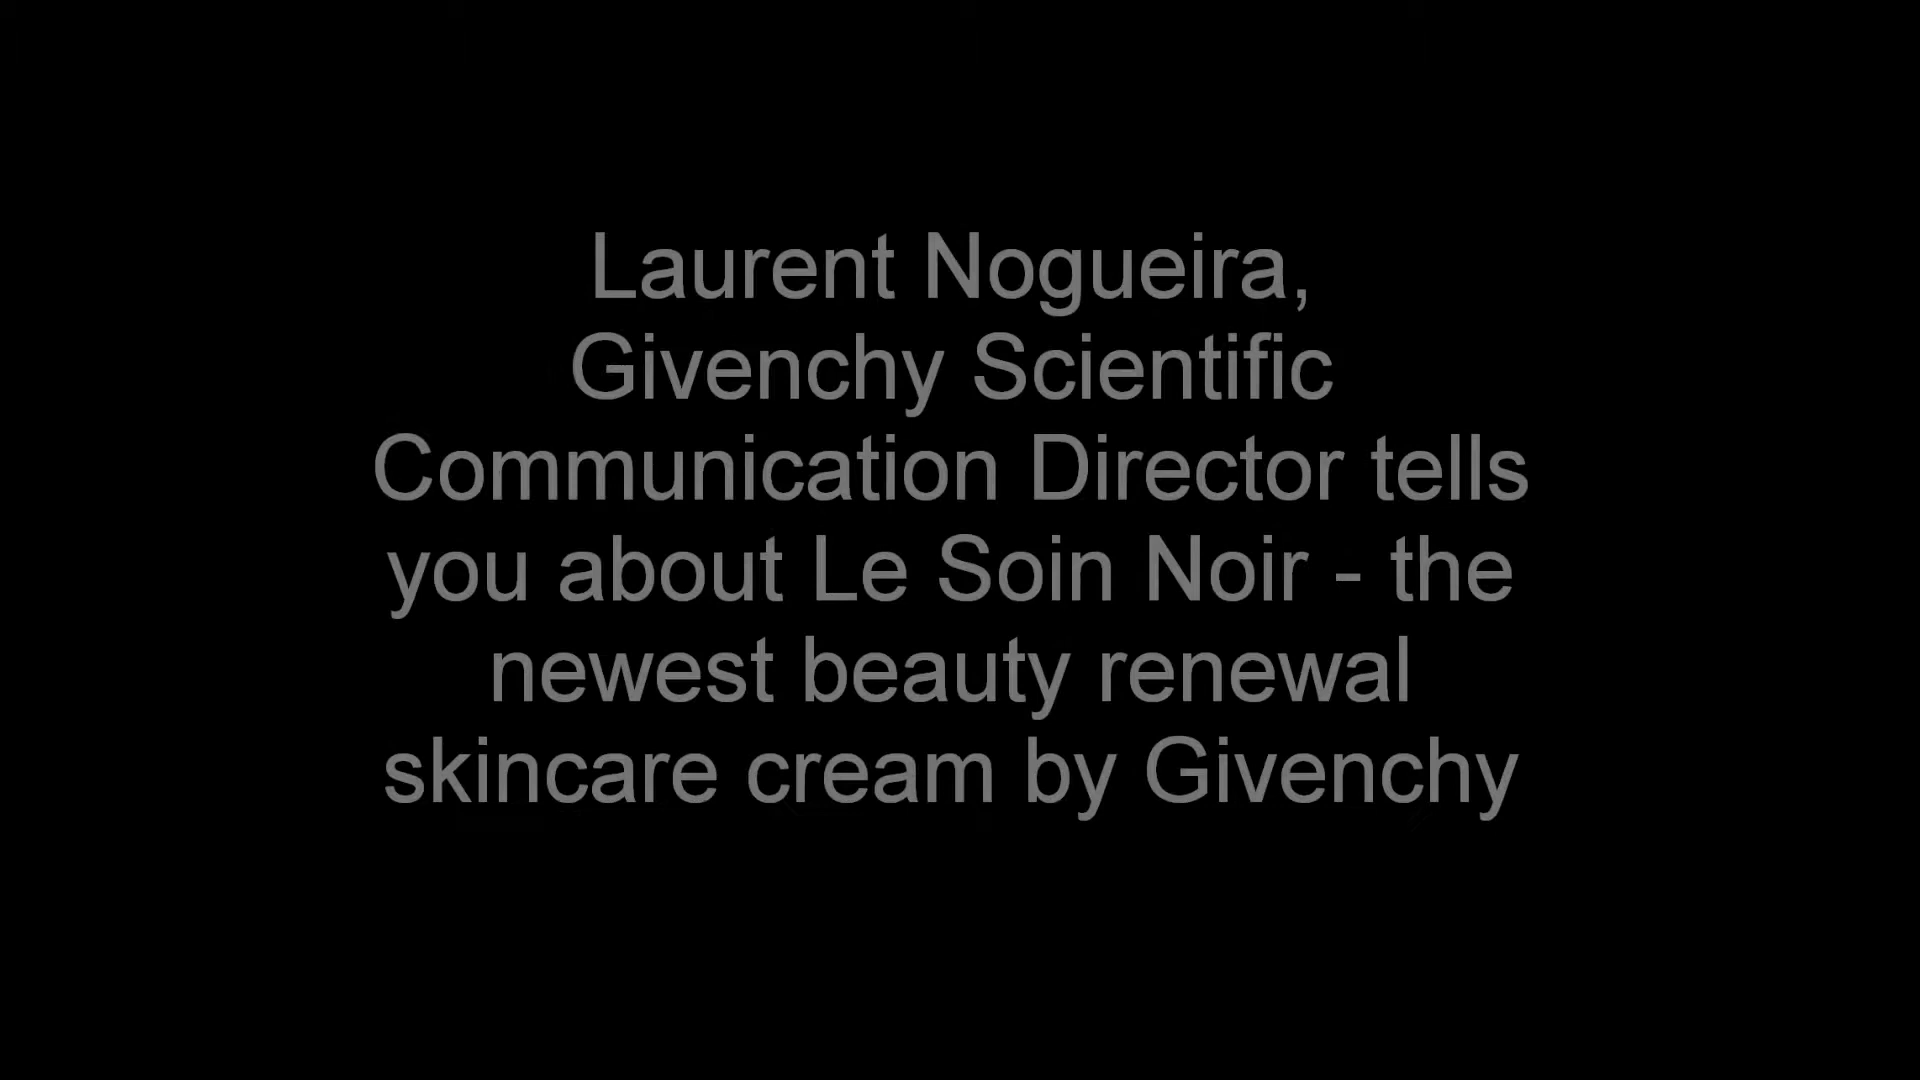 Laurent Nogueira,
Givenchy Scientific
Communication Director tells
you about Le Soin Noir - the
newest beauty renewal
skincare cream by Givenchy